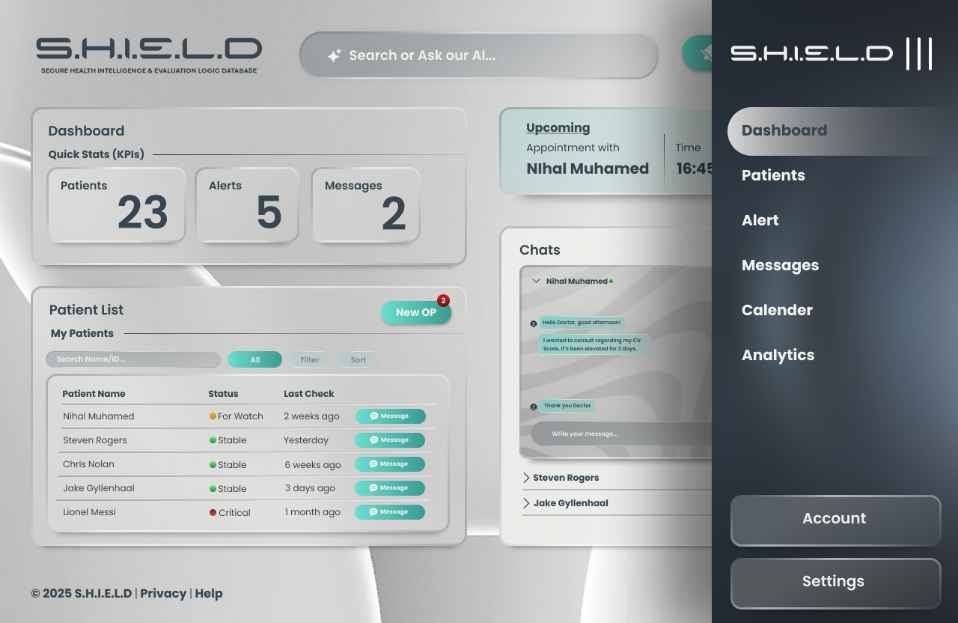 S.H.I.E.L.D
SECURE HEALTH INTELLIGENCE & EVALUATION LOGIC DATABASE
Search or Ask our AI...
Dashboard
Quick Stats (KPIs)
Patients
23
Alerts
5
Messages
2
Upcoming
Appointment with
NIhal Muhamed
Time
16:45
Patient List
New OP
2
My Patients
Search Name/ID...
All
Filter
Sort
Patient Name Status Last Check
Nihal Muhamed For Watch 2 weeks ago Message
Steven Rogers Stable Yesterday Message
Chris Nolan Stable 6 weeks ago Message
Jake Gyllenhaal Stable 3 days ago Message
Lionel Messi Critical 1 month ago Message
Chats
Nihal Muhamed
Hello Doctor, good afternoon!
I wanted to consult regarding my CV
Score. It's been elevated for 3 days.
Thank you Doctor
Write your message...
Steven Rogers
Jake Gyllenhaal
© 2025 S.H.I.E.L.D | Privacy | Help
S.H.I.E.L.D
Dashboard
Patients
Alert
Messages
Calender
Analytics
Account
Settings